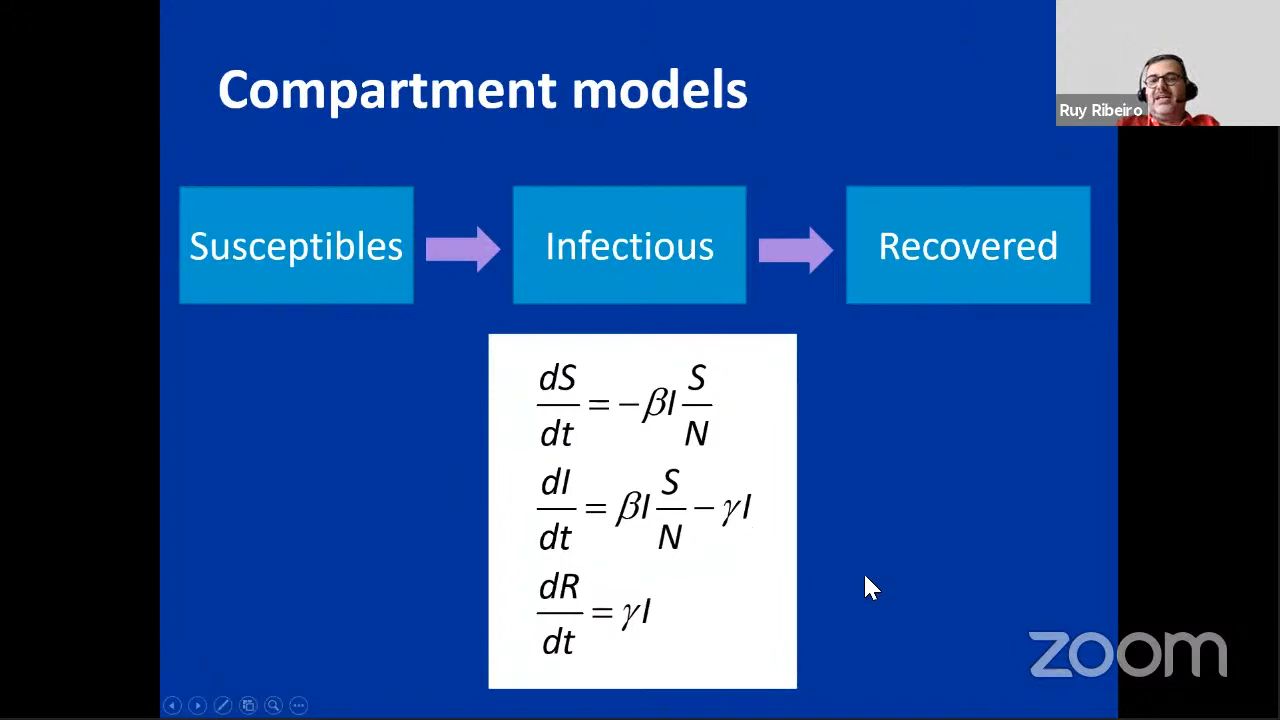 Compartment models
Ruy Ribeiro
Susceptibles
Infectious
Recovered
dS/dt = −βI S/N
dI/dt = βI S/N − γI
dR/dt = γI
zoom